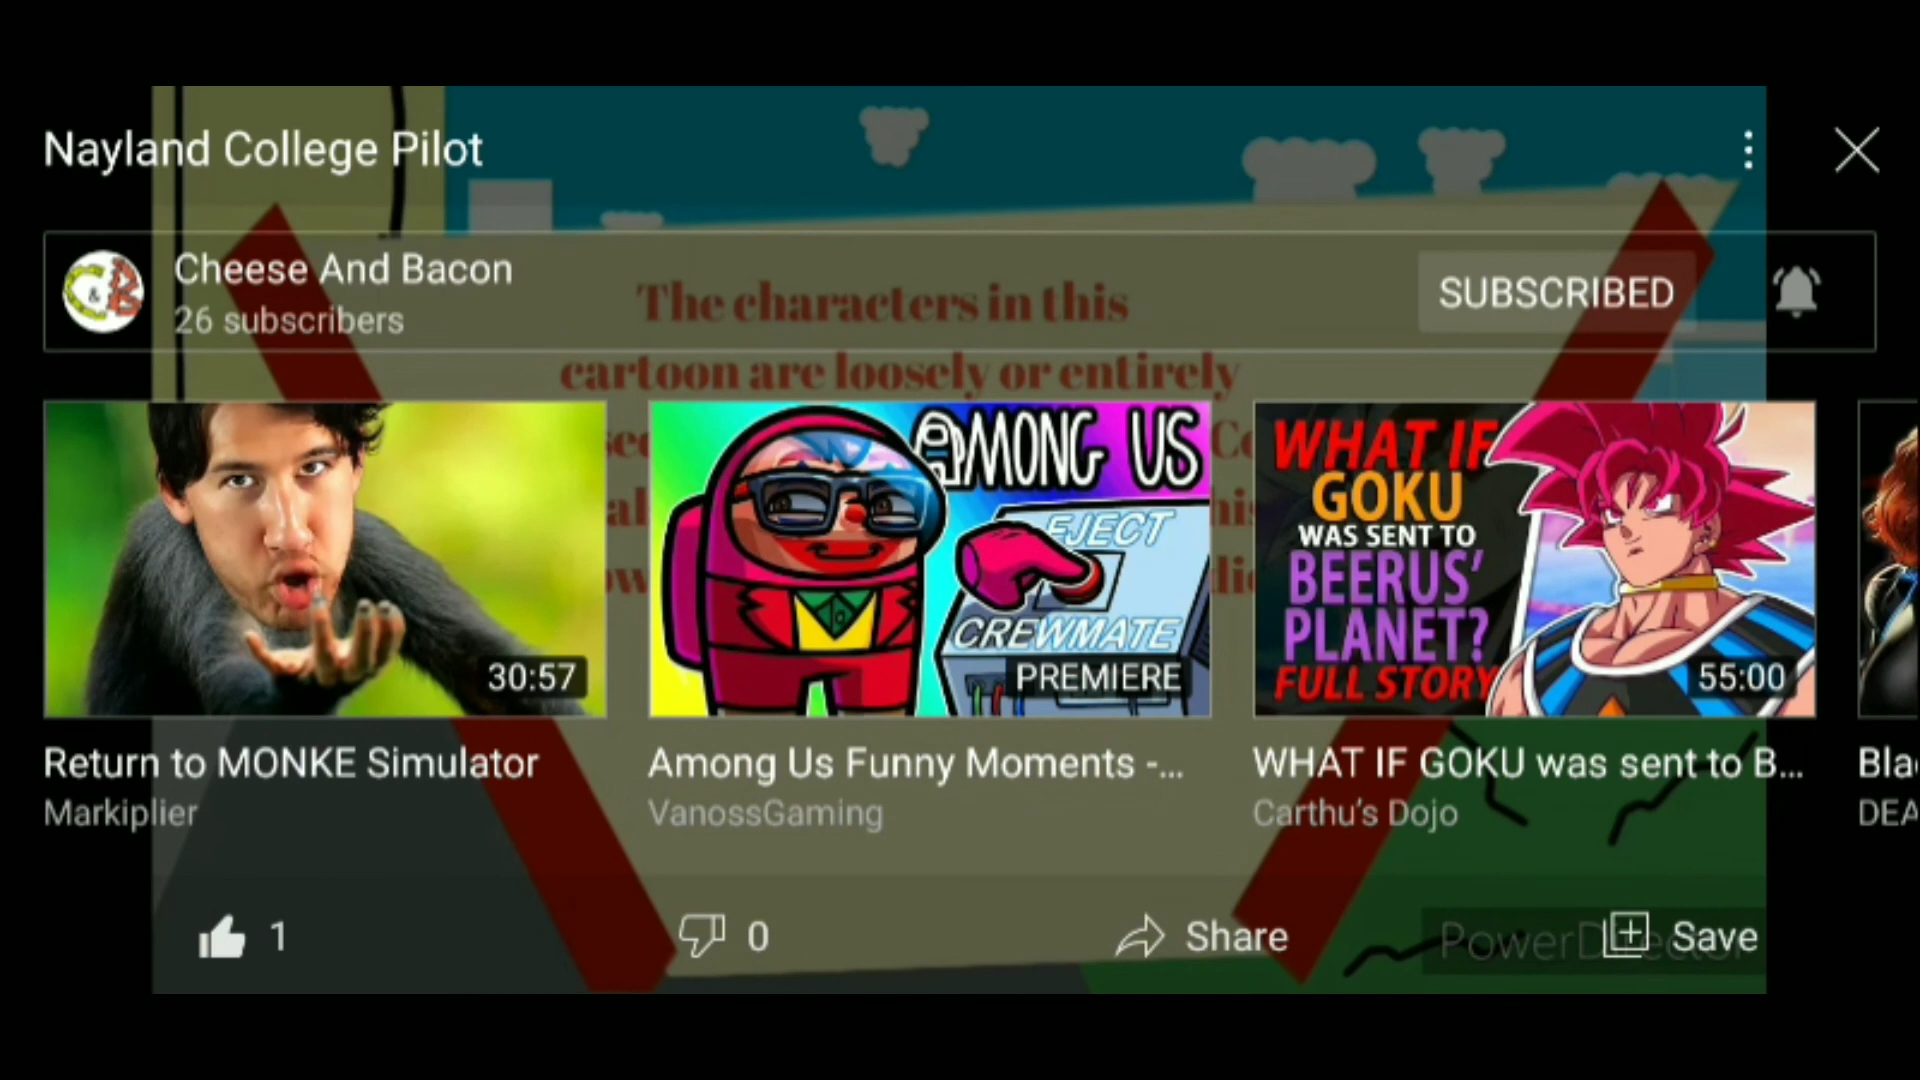 Nayland College Pilot
Cheese And Bacon
26 subscribers
SUBSCRIBED
C & B
The characters in this
cartoon are loosely or entirely
AMONG US
EJECT
CREWMATE
WHAT IF
GOKU
WAS SENT TO
BEERUS'
PLANET?
FULL STORY
30:57
PREMIERE
55:00
Return to MONKE Simulator
Markiplier
Among Us Funny Moments -...
VanossGaming
WHAT IF GOKU was sent to B...
Carthu's Dojo
Bla
DEA
1
0
Share
Save
PowerDirector